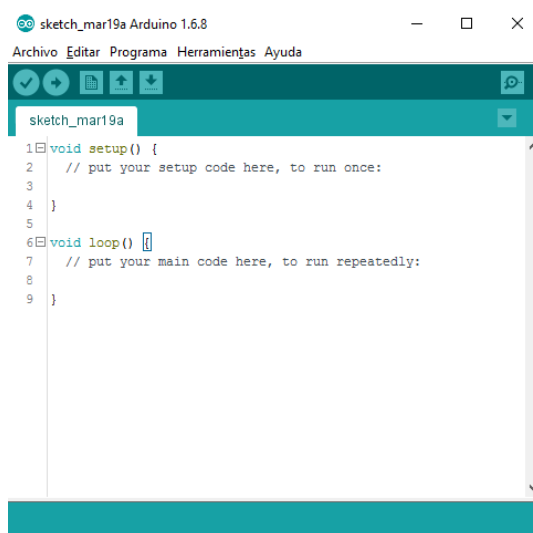 sketch_mar19a Arduino 1.6.8
Archivo Editar Programa Herramientas Ayuda
sketch_mar19a
1 void setup() {
2   // put your setup code here, to run once:
3
4 }
5
6 void loop() {
7   // put your main code here, to run repeatedly:
8
9 }